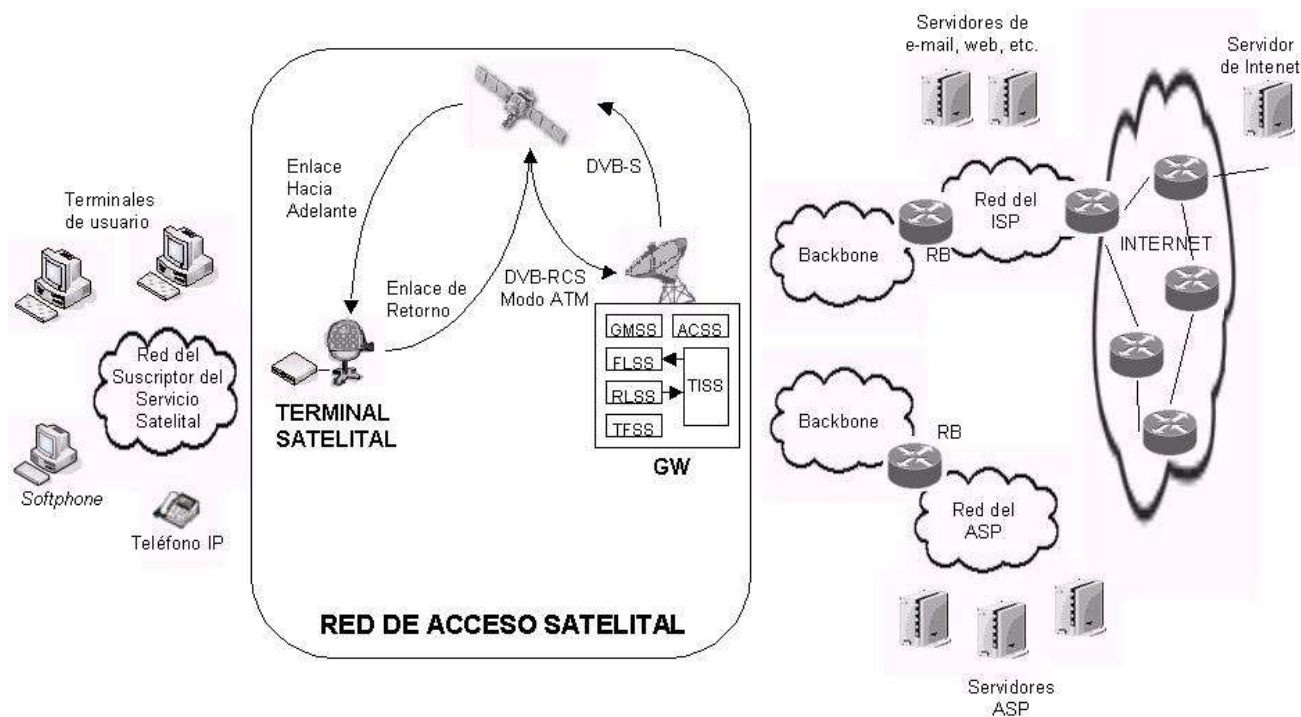 Terminales
de usuario
Red del
Suscriptor del
Servicio
Satelital
Softphone
Teléfono IP
Enlace
Hacia
Adelante
DVB-S
Enlace de
Retorno
DVB-RCS
Modo ATM
TERMINAL
SATELITAL
GMSS
ACSS
FLSS
TISS
RLSS
TFSS
GW
RED DE ACCESO SATELITAL
Servidores de
e-mail, web, etc.
Servidor
de Intenet
Backbone
RB
Red del
ISP
INTERNET
Backbone
RB
Red del
ASP
Servidores
ASP